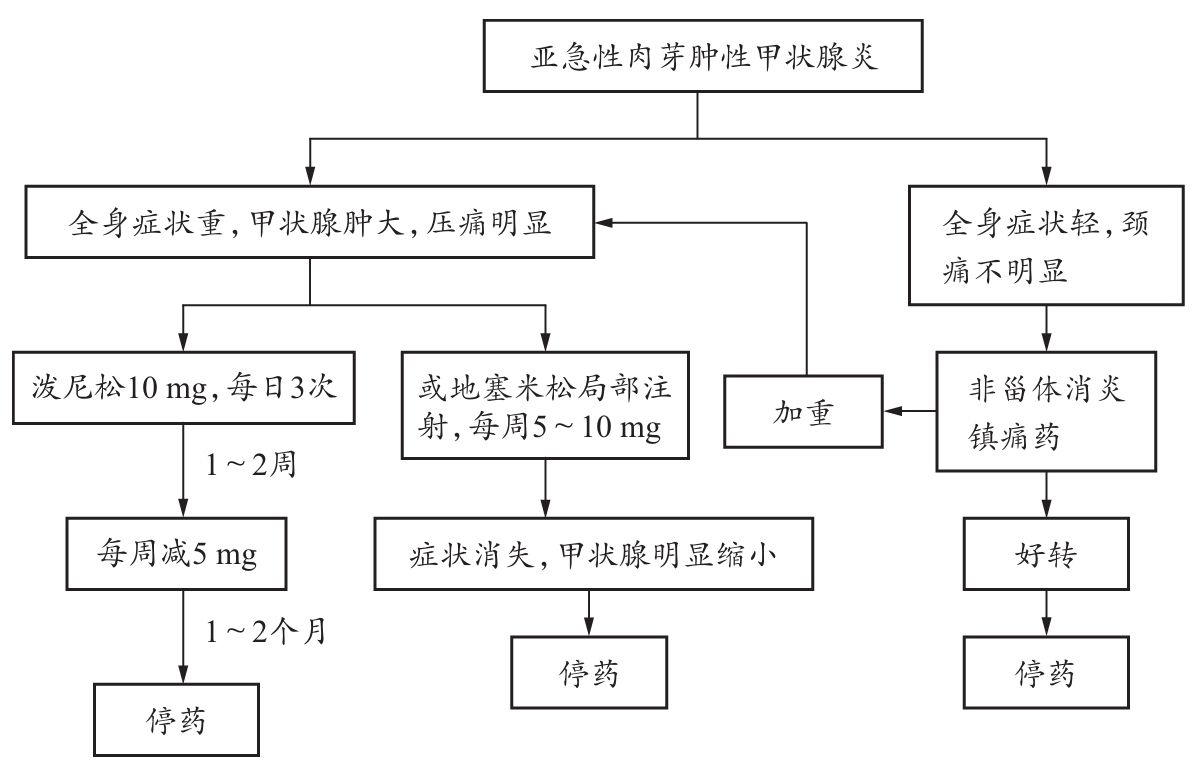 亚急性肉芽肿性甲状腺炎
全身症状重,甲状腺肿大,压痛明显
全身症状轻,颈
痛不明显
泼尼松10 mg,每日3次
或地塞米松局部注
射,每周5~10 mg
加重
非甾体消炎
镇痛药
1~2周
每周减5 mg
症状消失,甲状腺明显缩小
好转
1~2个月
停药
停药
停药